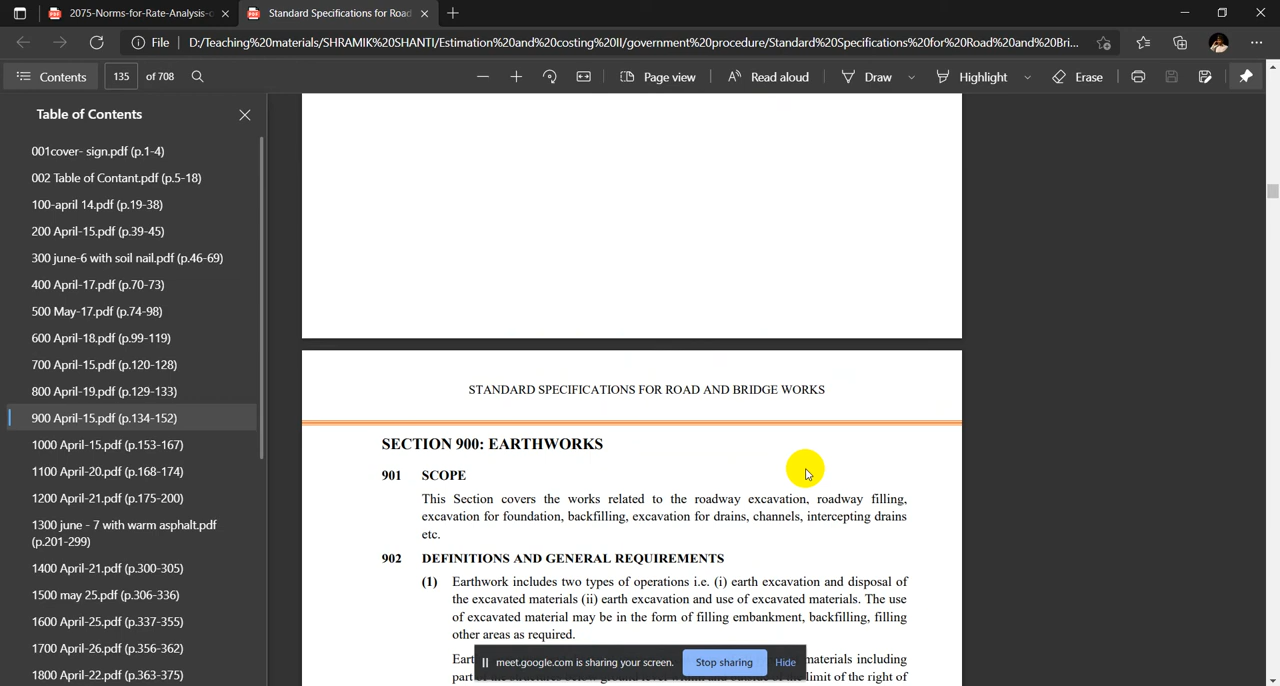 2075-Norms-for-Rate-Analysis-
Standard Specifications for Road
File
D:/Teaching%20materials/SHRAMIK%20SHANTI/Estimation%20and%20costing%20II/government%20procedure/Standard%20Specifications%20for%20Road%20and%20Bri...
Contents
135
of 708
Page view
Read aloud
Draw
Highlight
Erase
Table of Contents
001cover- sign.pdf (p.1-4)
002 Table of Contant.pdf (p.5-18)
100-april 14.pdf (p.19-38)
200 April-15.pdf (p.39-45)
300 june-6 with soil nail.pdf (p.46-69)
400 April-17.pdf (p.70-73)
500 May-17.pdf (p.74-98)
600 April-18.pdf (p.99-119)
700 April-15.pdf (p.120-128)
800 April-19.pdf (p.129-133)
900 April-15.pdf (p.134-152)
1000 April-15.pdf (p.153-167)
1100 April-20.pdf (p.168-174)
1200 April-21.pdf (p.175-200)
1300 june - 7 with warm asphalt.pdf
(p.201-299)
1400 April-21.pdf (p.300-305)
1500 may 25.pdf (p.306-336)
1600 April-25.pdf (p.337-355)
1700 April-26.pdf (p.356-362)
1800 April-22.pdf (p.363-375)
STANDARD SPECIFICATIONS FOR ROAD AND BRIDGE WORKS
SECTION 900: EARTHWORKS
901 SCOPE
This Section covers the works related to the roadway excavation, roadway filling,
excavation for foundation, backfilling, excavation for drains, channels, intercepting drains
etc.
902 DEFINITIONS AND GENERAL REQUIREMENTS
(1) Earthwork includes two types of operations i.e. (i) earth excavation and disposal of
the excavated materials (ii) earth excavation and use of excavated materials. The use
of excavated material may be in the form of filling embankment, backfilling, filling
other areas as required.
materials including
limit of the right of
meet.google.com is sharing your screen.
Stop sharing
Hide